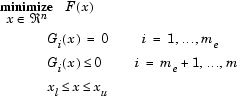 minimize F(x)
x ∈ ℜⁿ
Gᵢ(x) = 0 i = 1, ..., mₑ
Gᵢ(x) ≤ 0 i = mₑ + 1, ..., m
xₗ ≤ x ≤ xᵤ